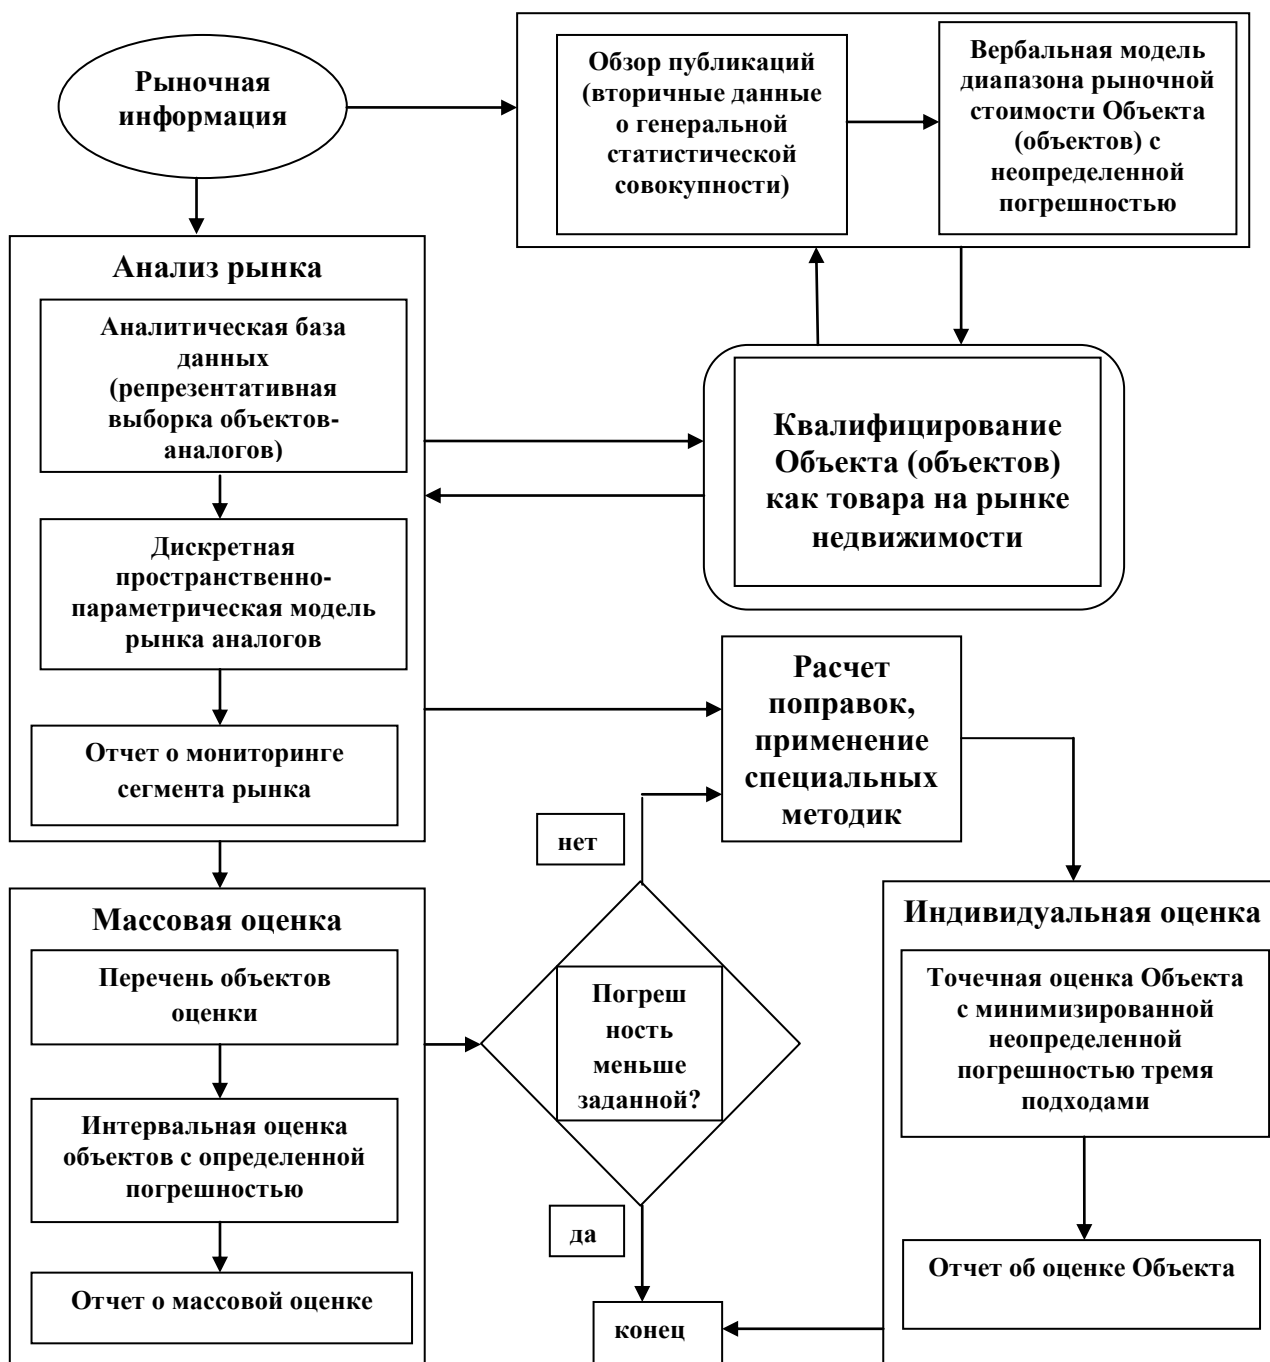 Рыночная
информация
Обзор публикаций
(вторичные данные
о генеральной
статистической
совокупности)
Вербальная модель
диапазона рыночной
стоимости Объекта
(объектов) с
неопределенной
погрешностью
Анализ рынка
Аналитическая база
данных
(репрезентативная
выборка объектов-
аналогов)
Дискретная
пространственно-
параметрическая модель
рынка аналогов
Отчет о мониторинге
сегмента рынка
Квалифицирование
Объекта (объектов)
как товара на рынке
недвижимости
Расчет
поправок,
применение
специальных
методик
Массовая оценка
Перечень объектов
оценки
Интервальная оценка
объектов с определенной
погрешностью
Отчет о массовой оценке
нет
Погреш
ность
меньше
заданной?
да
конец
Индивидуальная оценка
Точечная оценка Объекта
с минимизированной
неопределенной
погрешностью тремя
подходами
Отчет об оценке Объекта